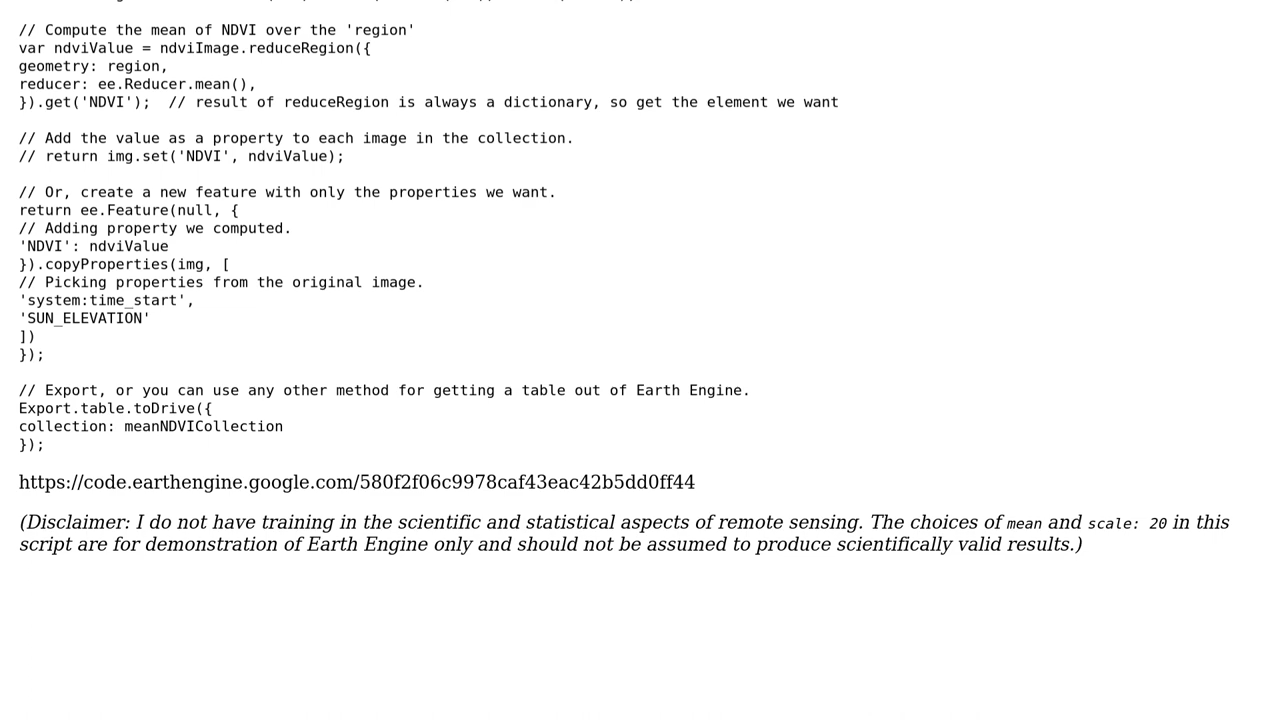 // Compute the mean of NDVI over the 'region'
var ndviValue = ndviImage.reduceRegion({
geometry: region,
reducer: ee.Reducer.mean(),
}).get('NDVI');  // result of reduceRegion is always a dictionary, so get the element we want
// Add the value as a property to each image in the collection.
// return img.set('NDVI', ndviValue);
// Or, create a new feature with only the properties we want.
return ee.Feature(null, {
// Adding property we computed.
'NDVI': ndviValue
}).copyProperties(img, [
// Picking properties from the original image.
'system:time_start',
'SUN_ELEVATION'
])
});
// Export, or you can use any other method for getting a table out of Earth Engine.
Export.table.toDrive({
collection: meanNDVICollection
});
https://code.earthengine.google.com/580f2f06c9978caf43eac42b5dd0ff44
(Disclaimer: I do not have training in the scientific and statistical aspects of remote sensing. The choices of mean and scale: 20 in this
script are for demonstration of Earth Engine only and should not be assumed to produce scientifically valid results.)